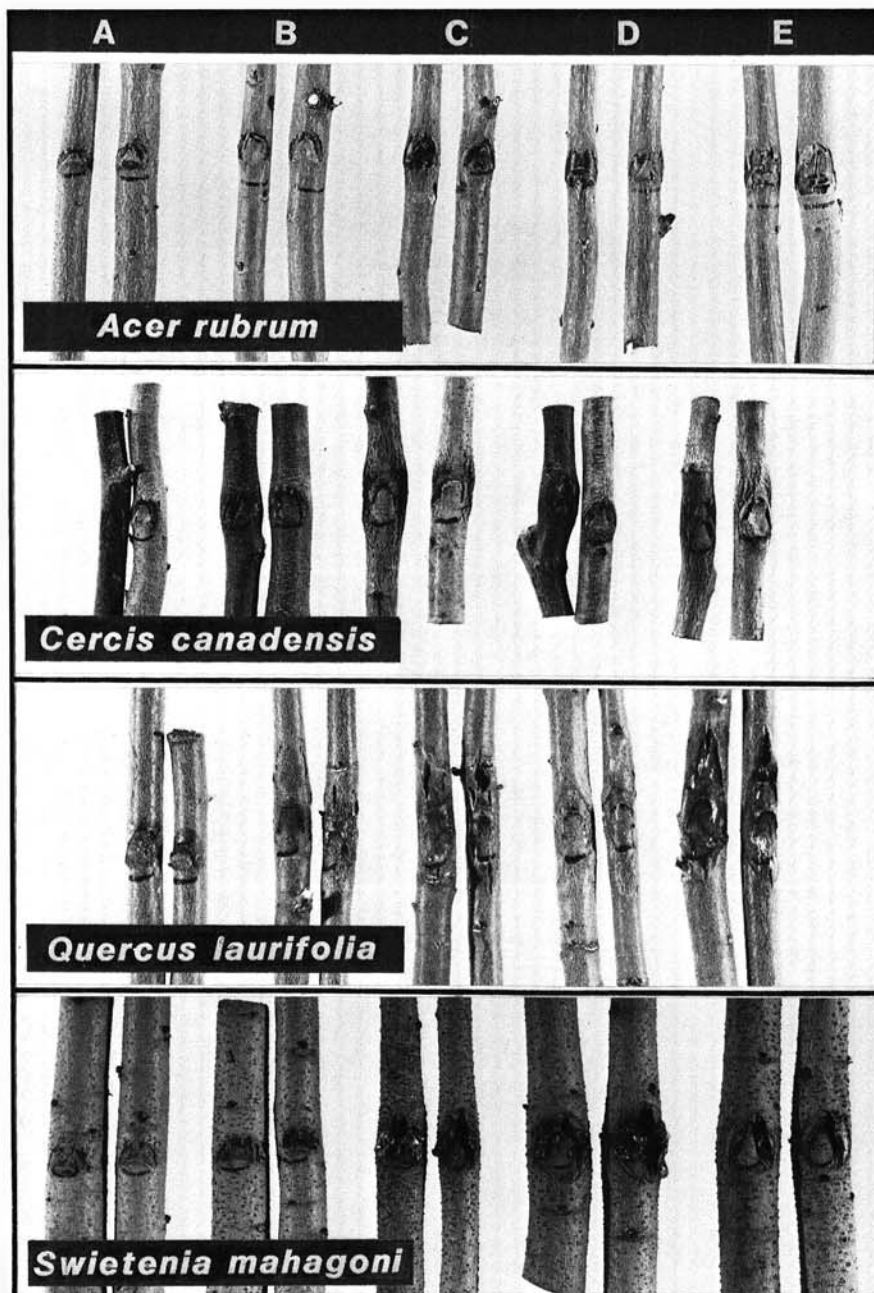 A B C D E
Acer rubrum
Cercis canadensis
Quercus laurifolia
Swietenia mahagoni